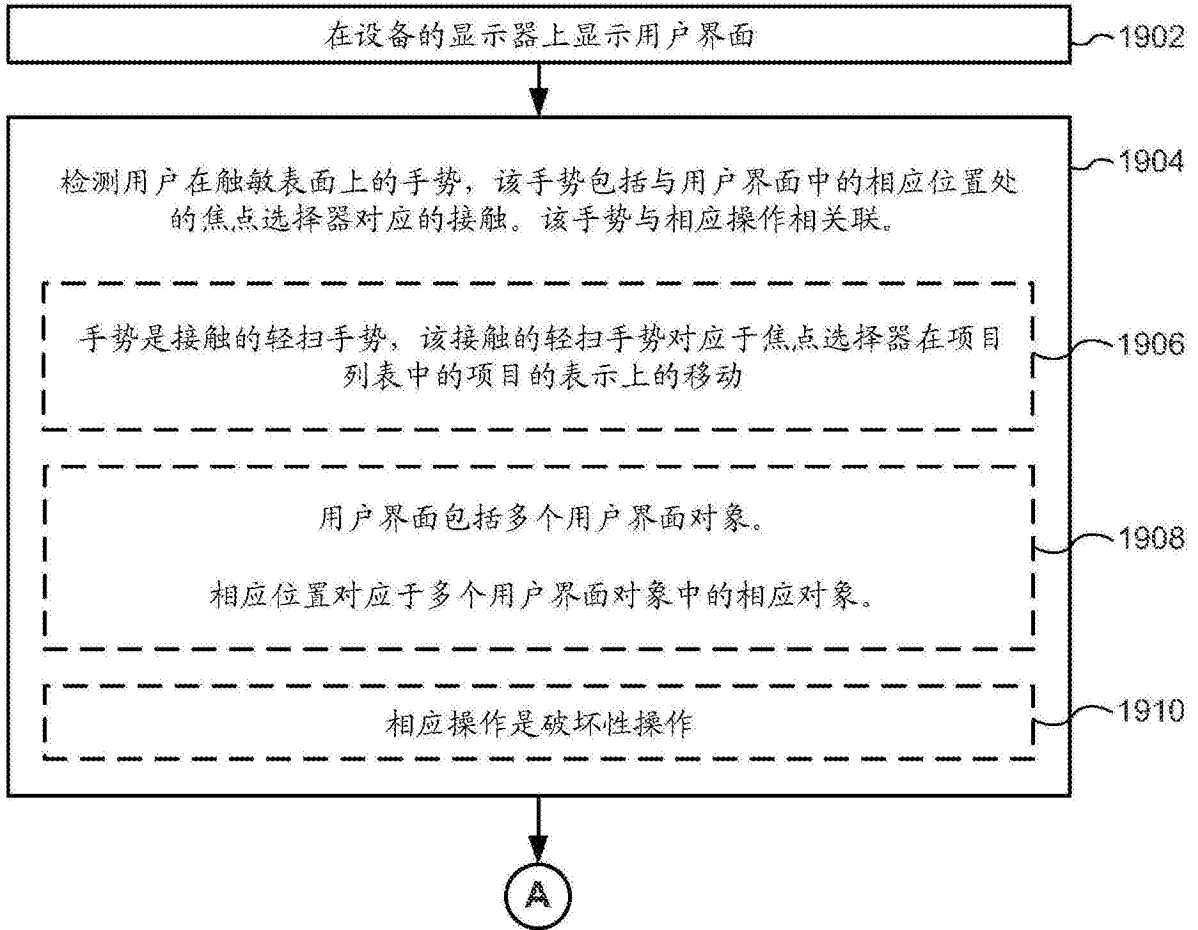 在设备的显示器上显示用户界面
1902
1904
检测用户在触敏表面上的手势，该手势包括与用户界面中的相应位置处
的焦点选择器对应的接触。该手势与相应操作相关联。
手势是接触的轻扫手势，该接触的轻扫手势对应于焦点选择器在项目
列表中的项目的表示上的移动
1906
用户界面包括多个用户界面对象。
1908
相应位置对应于多个用户界面对象中的相应对象。
相应操作是破坏性操作
1910
A